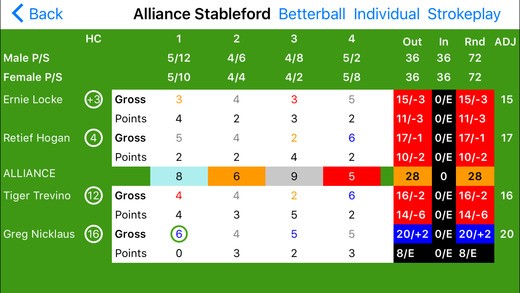 Back Alliance Stableford Betterball Individual Strokeplay
HC 1 2 3 4 Out In Rnd ADJ
Male P/S 5/12 4/6 4/8 5/2 36 36 72
Female P/S 5/10 4/4 4/2 5/8 36 36 72
Ernie Locke +3 Gross 3 4 3 5 15/-3 0/E 15/-3 15
Points 4 2 3 2 11/-3 0/E 11/-3
Retief Hogan 4 Gross 5 4 2 6 17/-1 0/E 17/-1 17
Points 2 2 4 2 10/-2 0/E 10/-2
ALLIANCE 8 6 9 5 28 0 28
Tiger Trevino 12 Gross 4 4 2 6 16/-2 0/E 16/-2 16
Points 4 3 5 2 14/-6 0/E 14/-6
Greg Nicklaus 16 Gross 6 4 5 5 20/+2 0/E 20/+2 20
Points 0 3 2 3 8/E 0/E 8/E